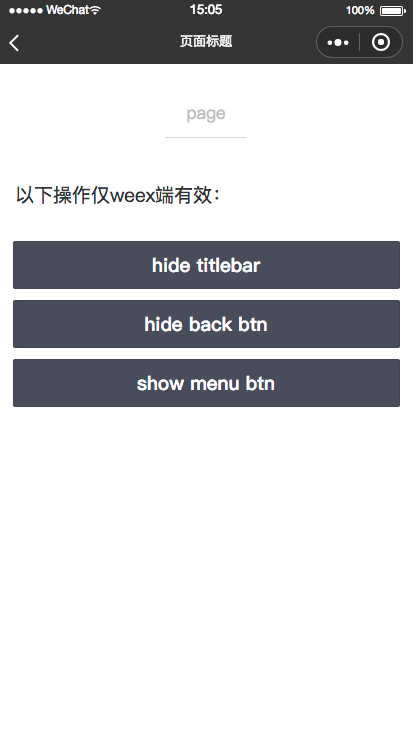 WeChat
15:05
100%
页面标题
page
以下操作仅weex端有效：
hide titlebar
hide back btn
show menu btn